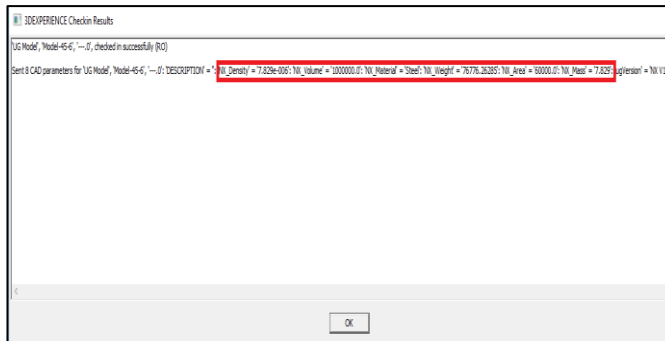 3DEXPERIENCE Checkin Results
'UG Model', 'Model-45-6', '---.0', checked in successfully (RO)
Sent 8 CAD parameters for 'UG Model', 'Model-45-6', '---.0': 'DESCRIPTION' = '': 'NX_Density' = '7.829e-006': 'NX_Volume' = '1000000.0': 'NX_Material' = 'Steel': 'NX_Weight' = '76776.26285': 'NX_Area' = '60000.0': 'NX_Mass' = '7.829': 'ugVersion' = 'NX V1
OK